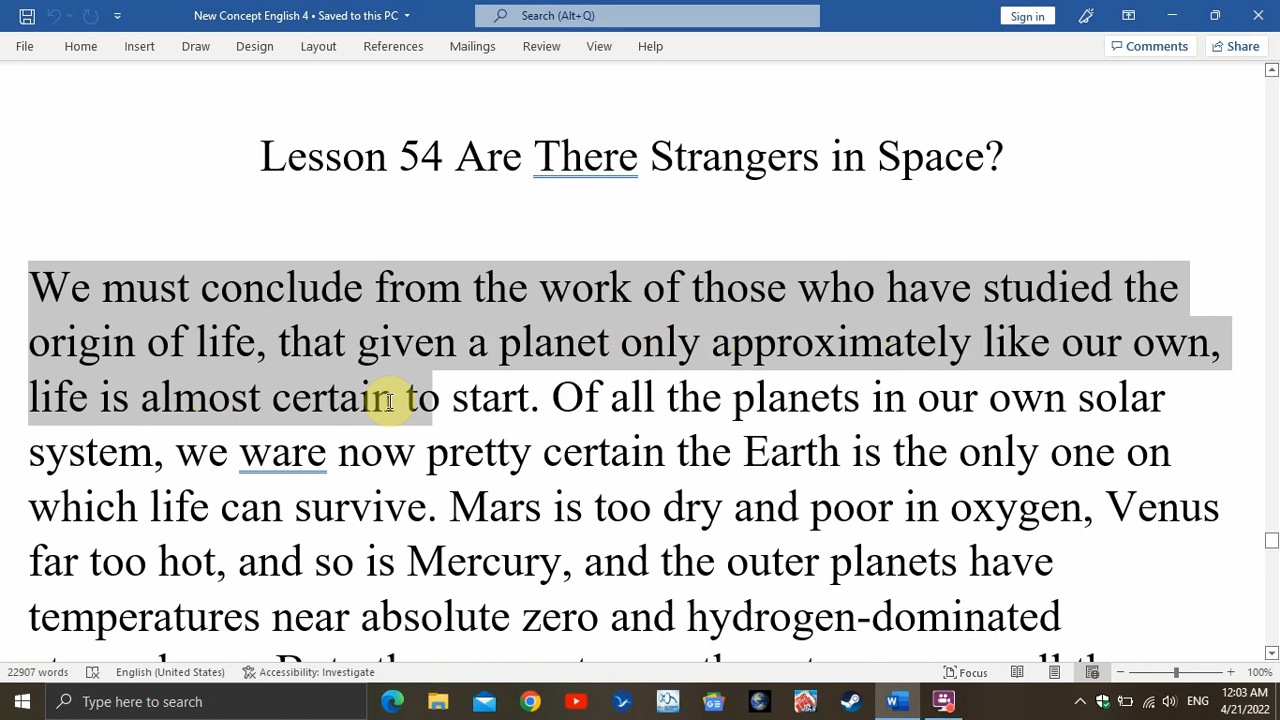 New Concept English 4 • Saved to this PC
Search (Alt+Q)
Sign in
File Home Insert Draw Design Layout References Mailings Review View Help
Comments Share
Lesson 54 Are There Strangers in Space?
We must conclude from the work of those who have studied the
origin of life, that given a planet only approximately like our own,
life is almost certain to start. Of all the planets in our own solar
system, we ware now pretty certain the Earth is the only one on
which life can survive. Mars is too dry and poor in oxygen, Venus
far too hot, and so is Mercury, and the outer planets have
temperatures near absolute zero and hydrogen-dominated
22907 words English (United States) Accessibility: Investigate Focus 100%
Type here to search
ENG
12:03 AM
4/21/2022